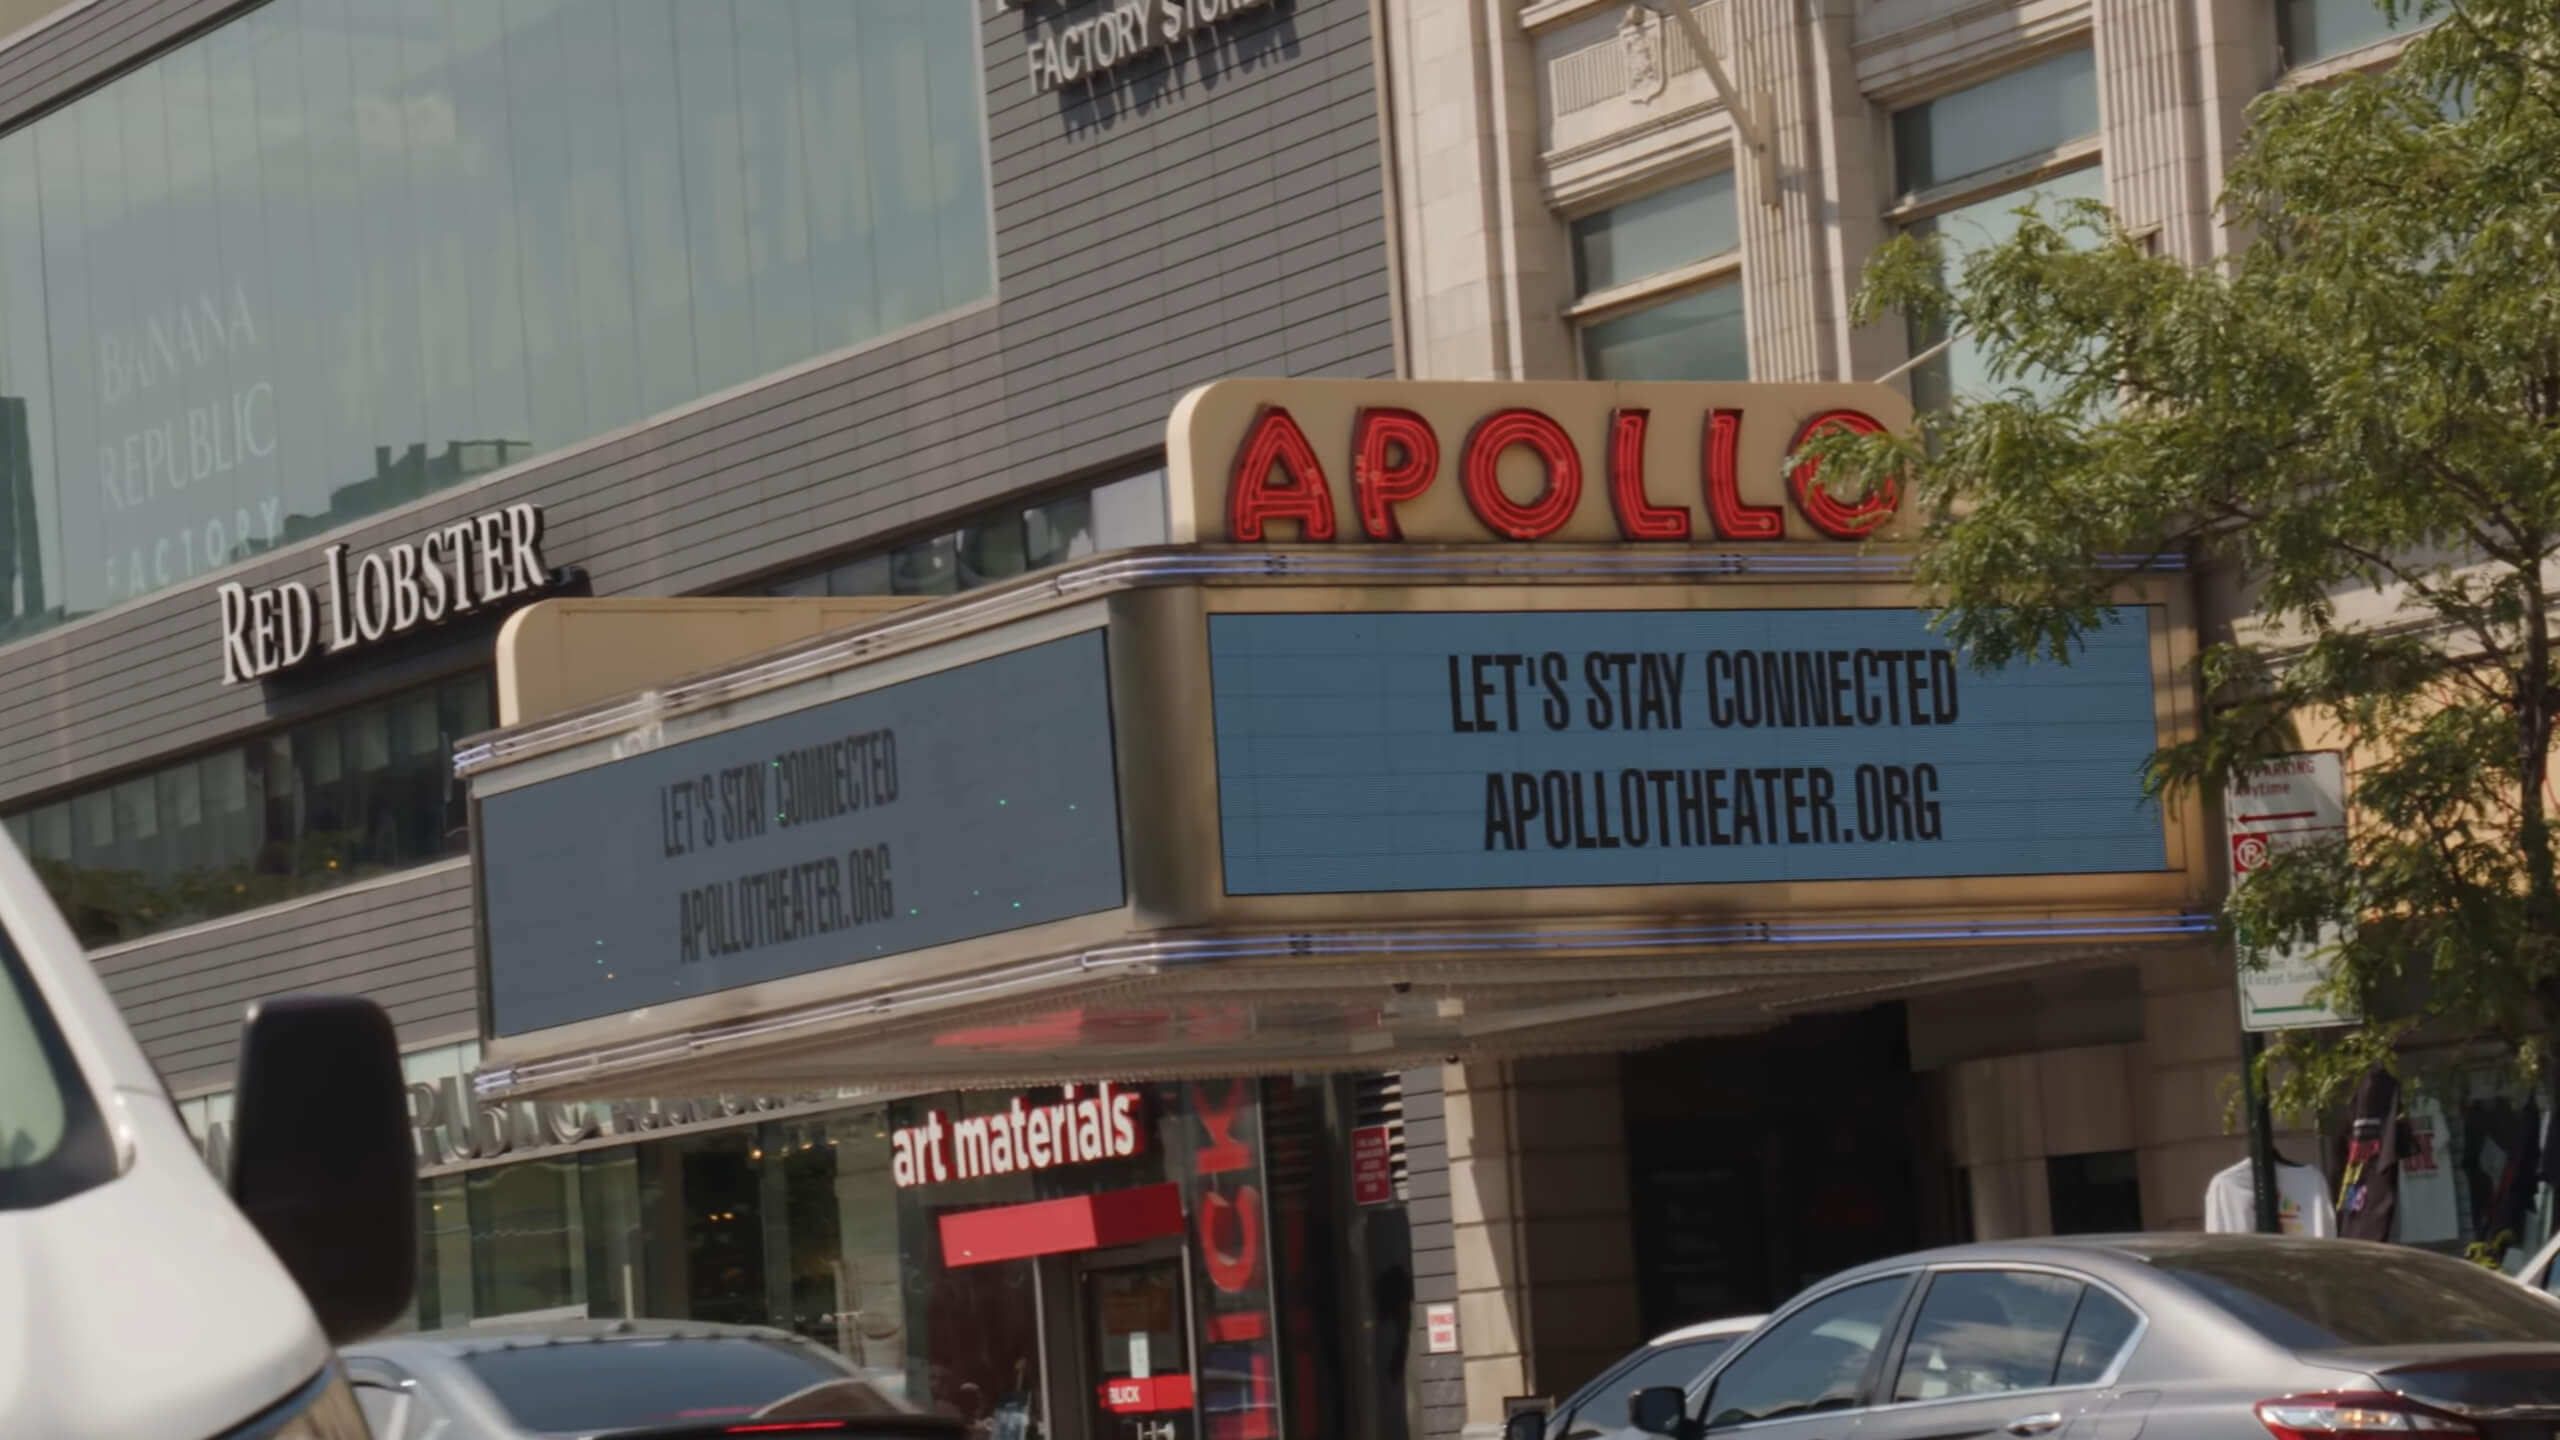 FACTORY STORE
BANANA
REPUBLIC
FACTORY
RED LOBSTER
APOLLO
LET'S STAY CONNECTED
APOLLOTHEATER.ORG
LET'S STAY CONNECTED
APOLLOTHEATER.ORG
art materials
BLICK